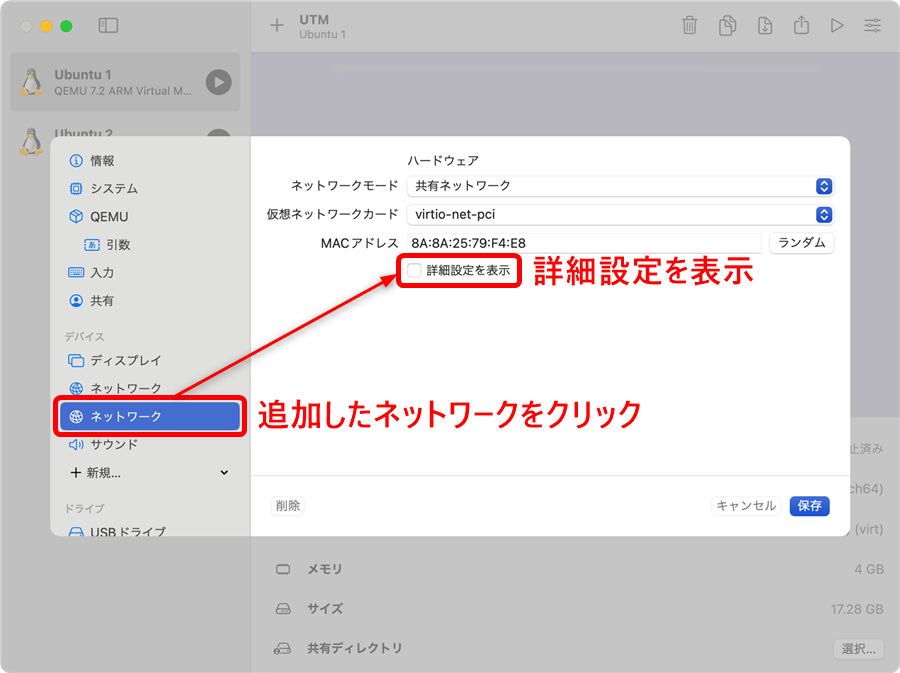 UTM
Ubuntu 1
Ubuntu 1
QEMU 7.2 ARM Virtual M...
Ubuntu 2
情報
システム
QEMU
引数
入力
共有
デバイス
ディスプレイ
ネットワーク
ネットワーク
サウンド
新規...
ドライブ
USBドライブ
ハードウェア
ネットワークモード 共有ネットワーク
仮想ネットワークカード virtio-net-pci
MACアドレス 8A:8A:25:79:F4:E8 ランダム
詳細設定を表示
詳細設定を表示
追加したネットワークをクリック
削除 キャンセル 保存
止済み
ch64)
(virt)
メモリ 4 GB
サイズ 17.28 GB
共有ディレクトリ 選択...